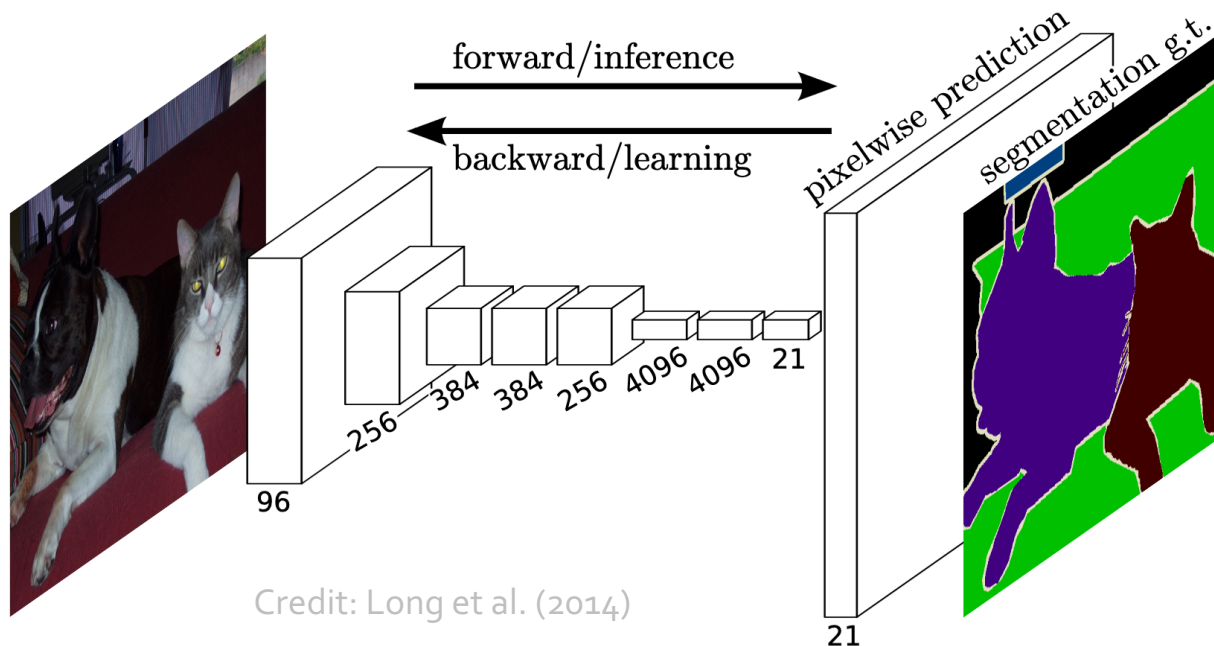 forward/inference
backward/learning
pixelwise prediction
segmentation g.t.
96
256
384
384
256
4096
4096
21
21
Credit: Long et al. (2014)